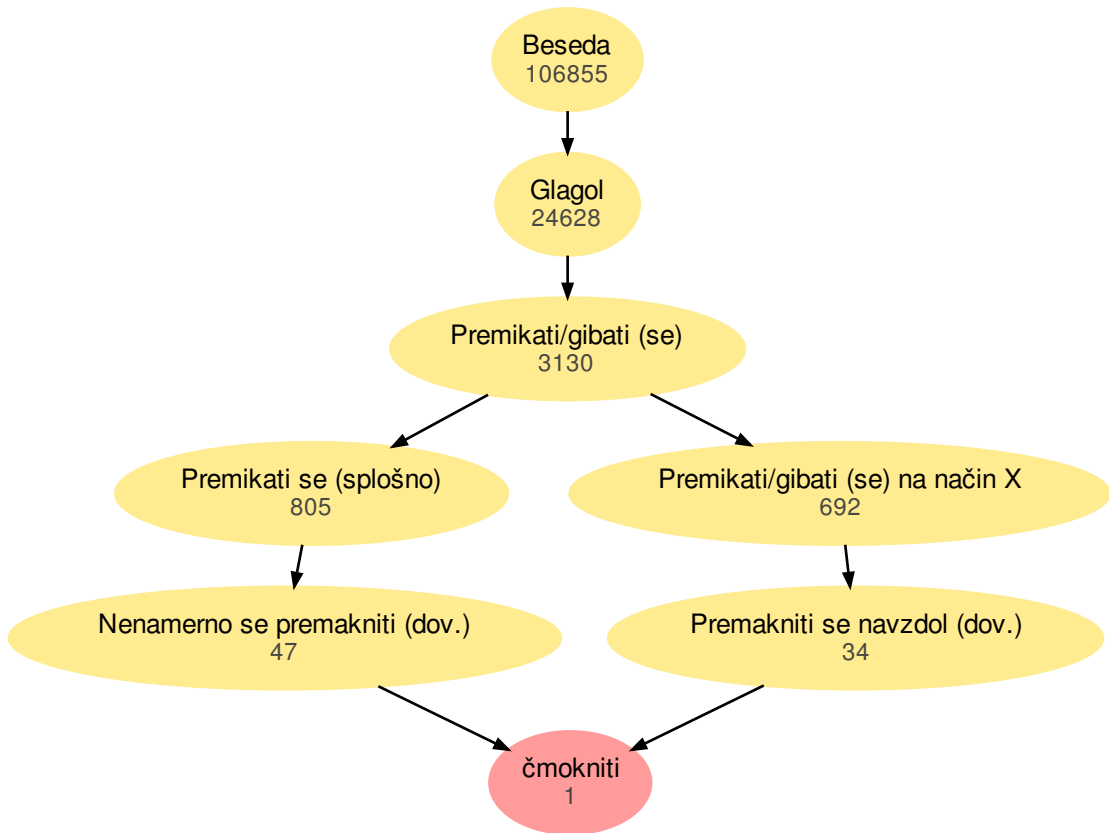 Beseda
106855
Glagol
24628
Premikati/gibati (se)
3130
Premikati se (splošno)
805
Premikati/gibati (se) na način X
692
Nenamerno se premakniti (dov.)
47
Premakniti se navzdol (dov.)
34
čmokniti
1